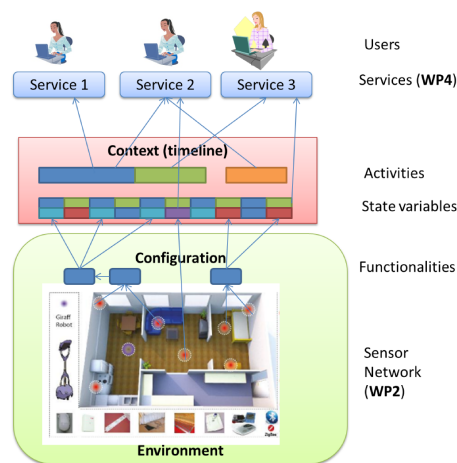 Users
Service 1
Service 2
Service 3
Services (WP4)
Context (timeline)
Activities
State variables
Configuration
Functionalities
Giraff
Robot
Sensor
Network
(WP2)
ZigBee
Environment